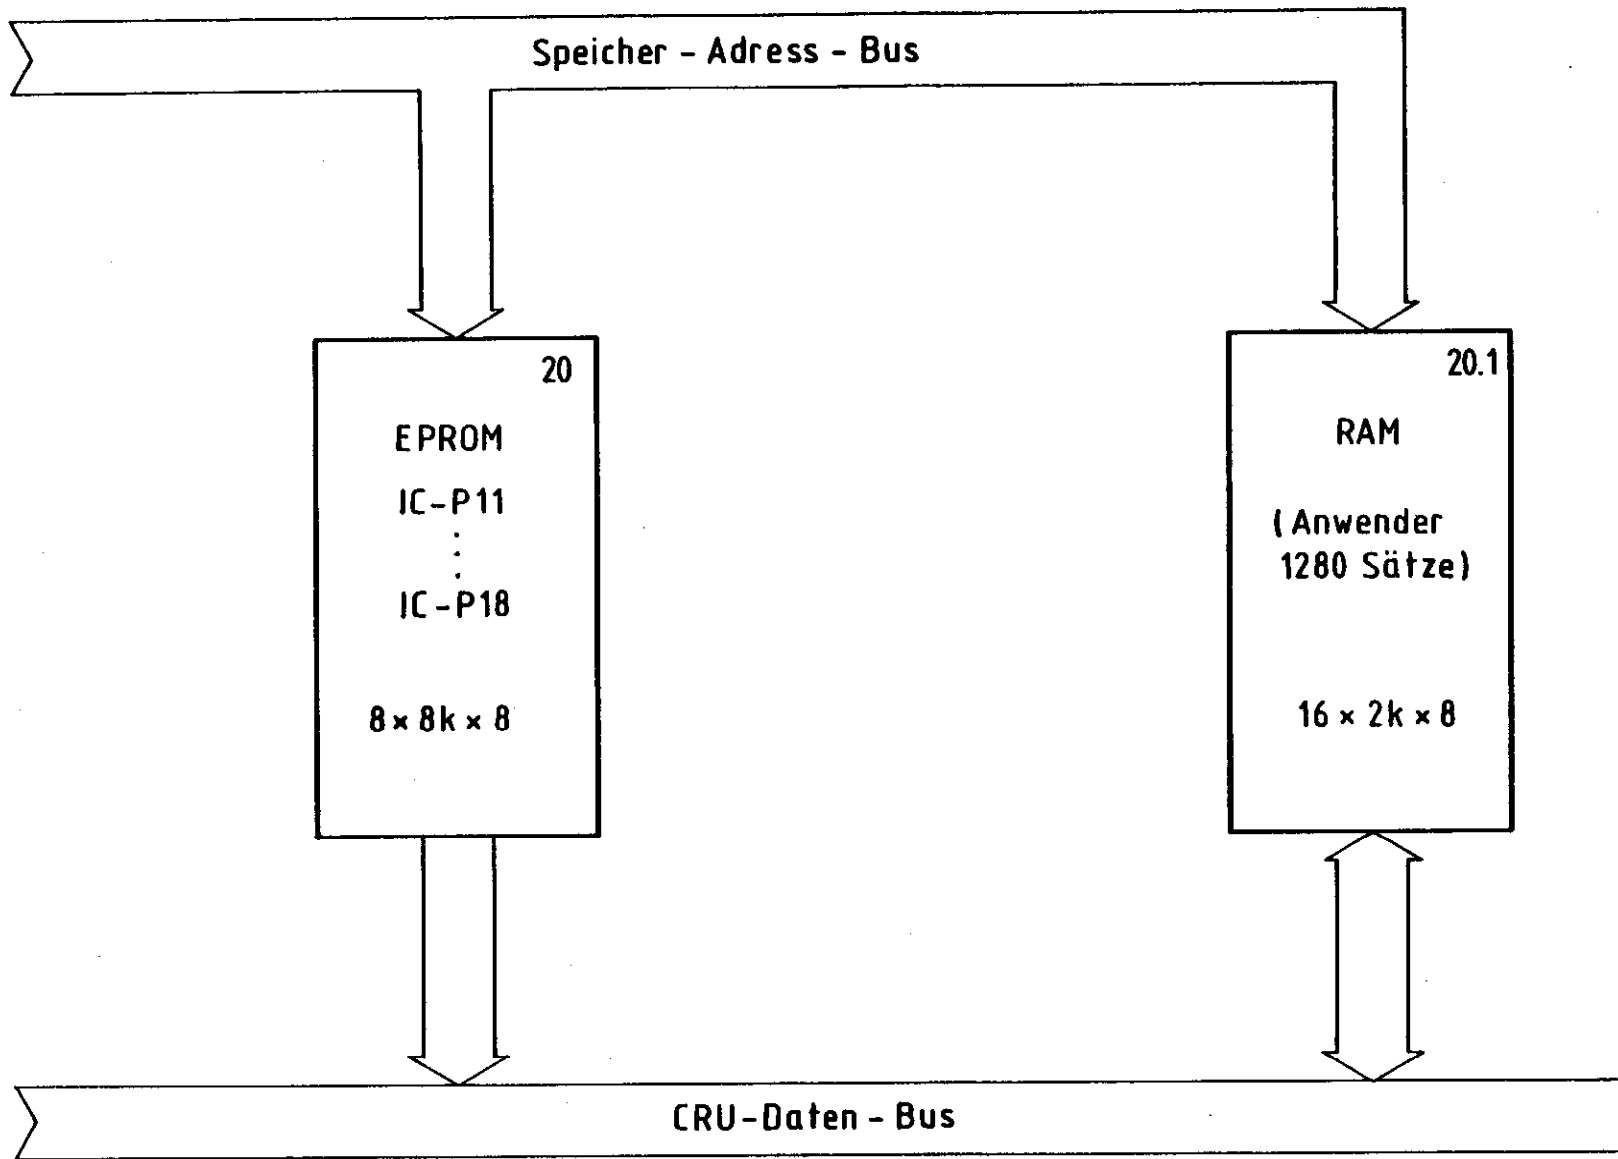 Speicher - Adress - Bus
20
EPROM
IC-P11
IC-P18
8 × 8k × 8
20.1
RAM
(Anwender
1280 Sätze)
16 × 2k × 8
CRU-Daten-Bus